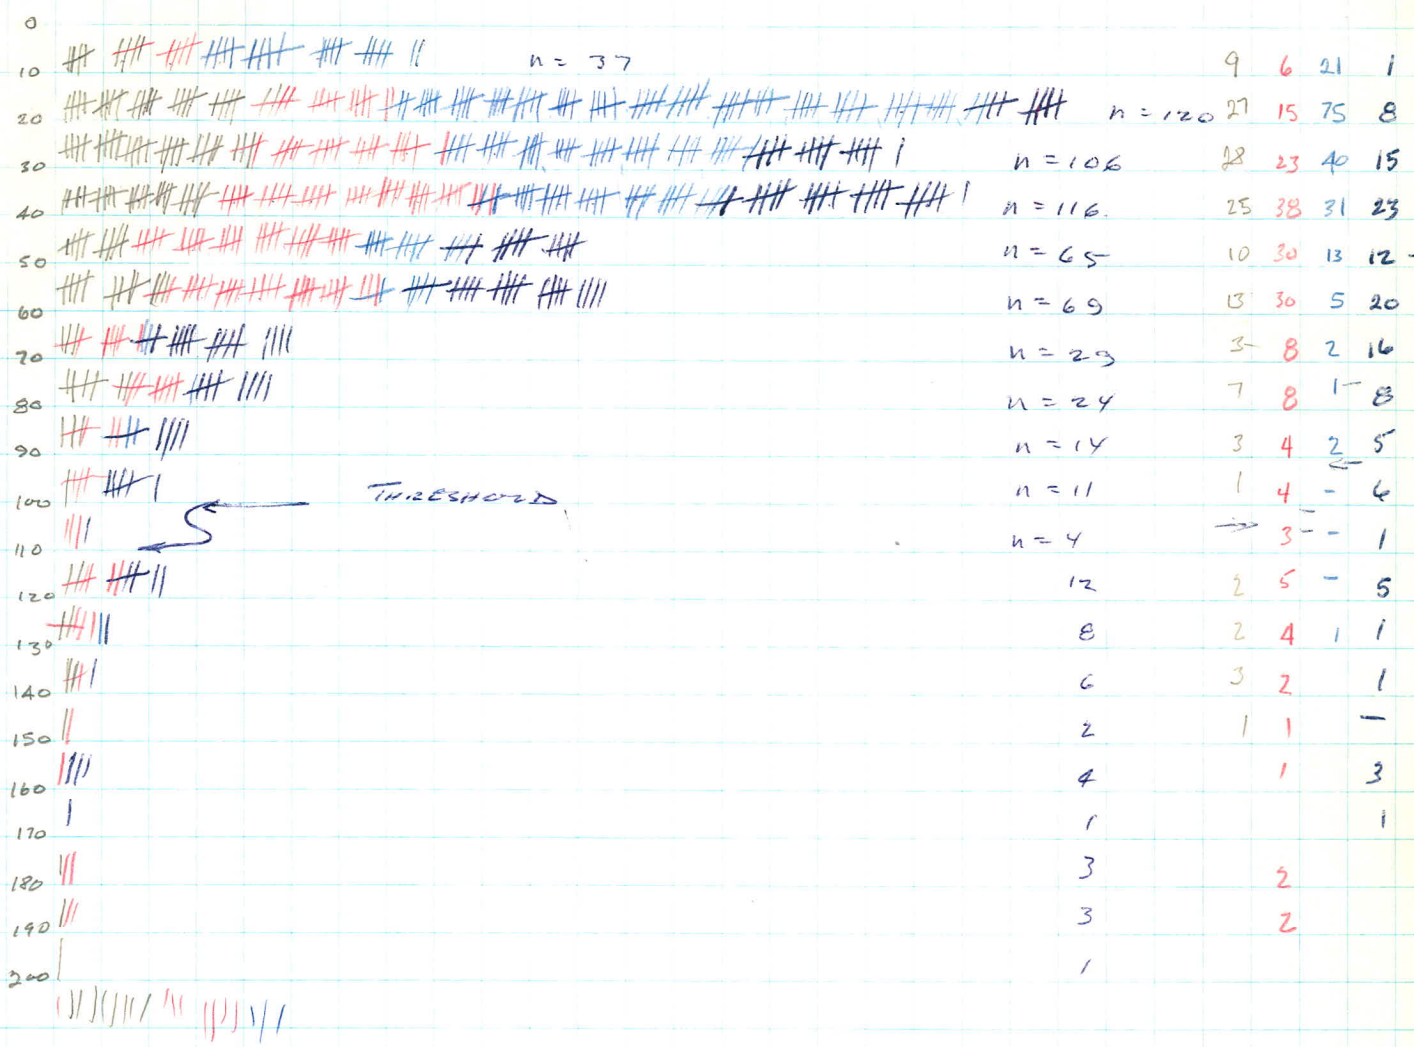 0
n = 37 9 6 21 1
10
n = 120 27 15 75 8
20
n = 106 28 23 40 15
30
n = 116. 25 38 31 23
40
n = 65 10 30 13 12 -
50
n = 69 13 30 5 20
60
n = 29 3 8 2 16
70
n = 24 7 8 1 8
80
n = 14 3 4 2 5
90
n = 11 1 4 - 6
100 THRESHOLD
n = 4 → 3 - - 1
110
12 2 5 - 5
120
8 2 4 1 1
130
6 3 2 1
140
2 1 1 -
150
4 1 3
160
1 1
170
3 2
180
3 2
190
1
200